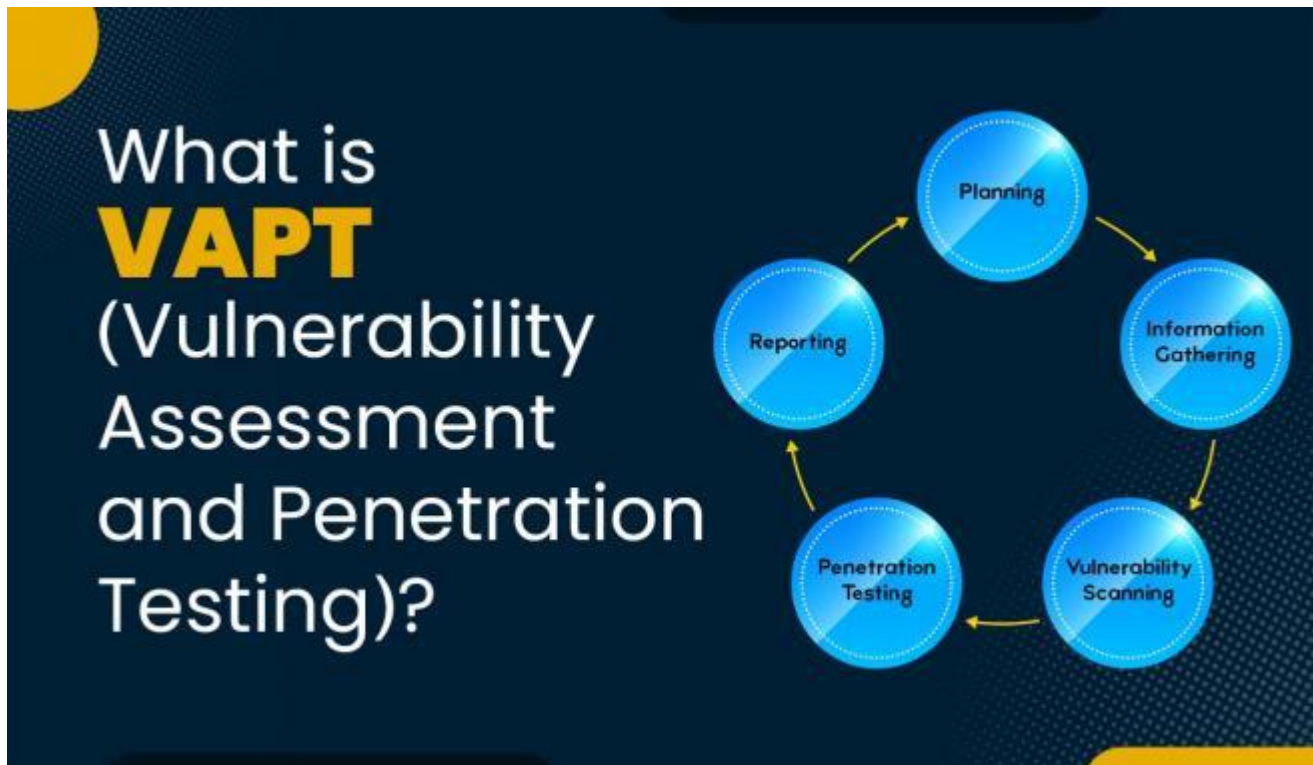 What is
VAPT
(Vulnerability
Assessment
and Penetration
Testing)?
Planning
Information
Gathering
Vulnerability
Scanning
Penetration
Testing
Reporting